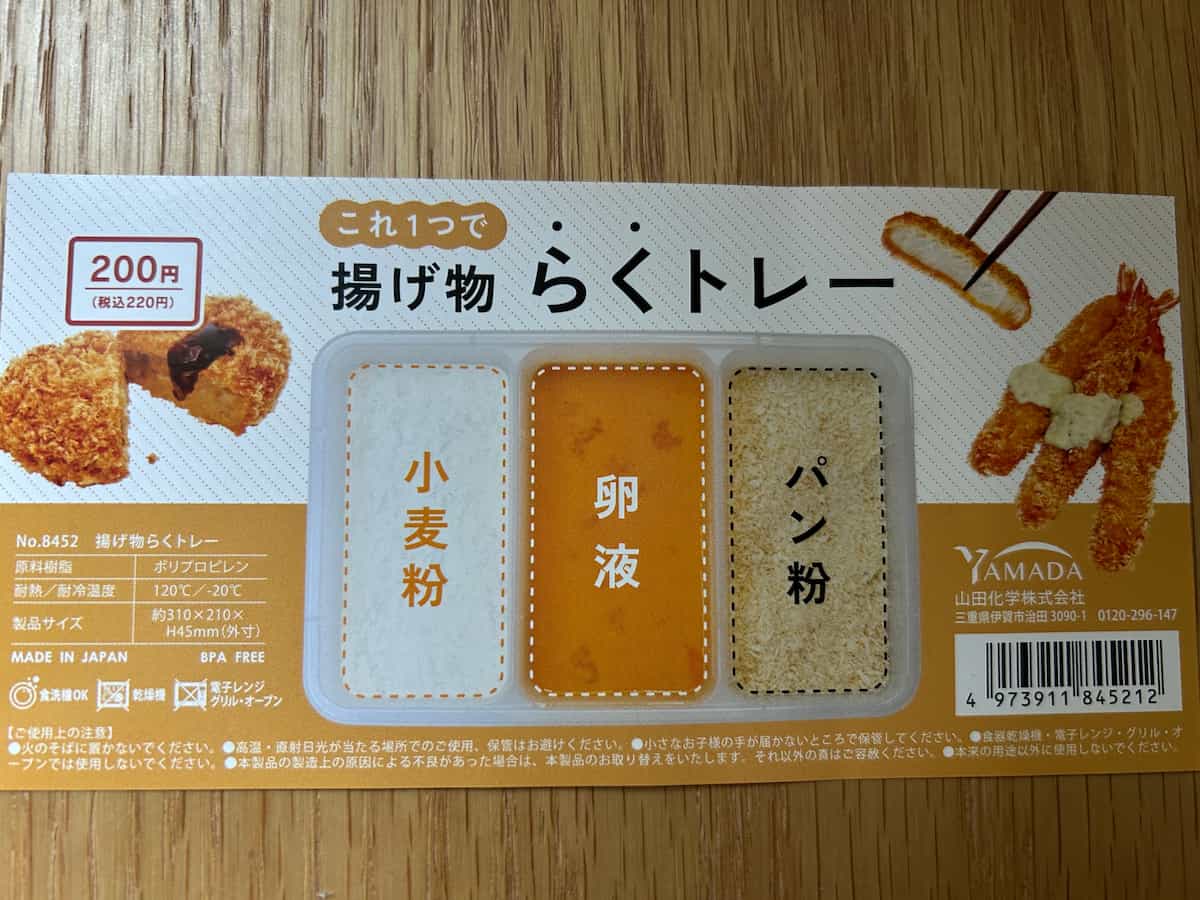 これ1つで
揚げ物 らくトレー
200円
(税込220円)
小麦粉
卵液
パン粉
No.8452 揚げ物らくトレー
原料樹脂 ポリプロピレン
耐熱／耐冷温度 120℃／-20℃
製品サイズ 約310×210×
H45mm(外寸)
MADE IN JAPAN BPA FREE
食洗機OK 乾燥機 電子レンジ
グリル・オーブン
YAMADA
山田化学株式会社
三重県伊賀市治田3090-1 0120-296-147
4 973911 845212
【ご使用上の注意】
●火のそばに置かないでください。 ●高温・直射日光が当たる場所でのご使用、保管はお避けください。 ●小さなお子様の手が届かないところで保管してください。 ●食器乾燥機・電子レンジ・グリル・オ
ーブンでは使用しないでください。 ●本製品の製造上の原因による不良があった場合は、本製品のお取り替えをいたします。それ以外の責はご容赦ください。 ●本来の用途以外に使用しないでください。